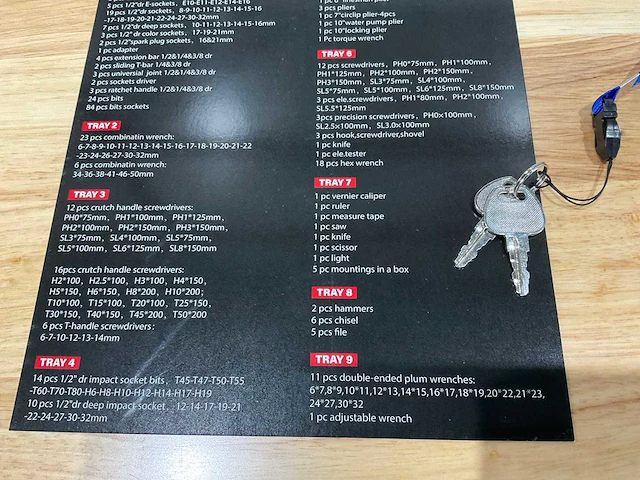 5 pcs 1/2"dr E-sockets, E10-E11-E12-E14-E16
19 pcs 1/2"dr sockets, 8-9-10-11-12-13-14-15-16
-17-18-19-20-21-22-24-27-30-32mm
7 pcs 1/2"dr deep sockets, 10-11-12-13-14-15-16mm
3 pcs 1/2" dr color sockets, 17-19-21mm
2 pcs 1/2"spark plug sockets, 16&21mm
1 pc adapter
4 pcs extension bar 1/2&1/4&3/8 dr
2 pcs sliding T-bar 1/4&3/8 dr
3 pcs universial joint 1/2&1/4&3/8 dr
2 pcs sockets driver
3 pcs ratchet handle 1/2&1/4&3/8 dr
24 pcs bits
84 pcs bits sockets
TRAY 2
23 pcs combinatin wrench:
6-7-8-9-10-11-12-13-14-15-16-17-18-19-20-21-22
-23-24-26-27-30-32mm
6 pcs combinatin wrench:
34-36-38-41-46-50mm
TRAY 3
12 pcs crutch handle screwdrivers:
PH0*75mm, PH1*100mm, PH1*125mm,
PH2*100mm, PH2*150mm, PH3*150mm,
SL3*75mm, SL4*100mm, SL5*75mm,
SL5*100mm, SL6*125mm, SL8*150mm
16pcs crutch handle screwsdrivers:
H2*100, H2.5*100, H3*100, H4*150,
H5*150, H6*150, H8*200, H10*200;
T10*100, T15*100, T20*100, T25*150,
T30*150, T40*150, T45*200, T50*200
6 pcs T-handle screwsdrivers:
6-7-10-12-13-14mm
TRAY 4
14 pcs 1/2" dr impact socket bits, T45-T47-T50-T55
-T60-T70-T80-H6-H8-H10-H12-H14-H17-H19
10 pcs 1/2"dr deep impact socket, 12-14-17-19-21
-22-24-27-30-32mm
3 pcs pliers
1 pc 7"circlip plier-4pcs
1 pc 10"water pump plier
1 pc 10"locking plier
1 Pc torque wrench
TRAY 6
12 pcs screwdrivers, PH0*75mm, PH1*100mm,
PH1*125mm, PH2*100mm, PH2*150mm,
PH3*150mm, SL3*75mm, SL4*100mm,
SL5*75mm, SL5*100mm, SL6*125mm, SL8*150mm
3 pcs ele.screwdrivers, PH1*80mm, PH2*100mm,
SL5.5*125mm
3pcs precision screwdrivers, PH0×100mm,
SL2.5×100mm, SL3.0×100mm
3 pcs hook,screwdriver,shovel
1 pc knife
1 pc ele.tester
18 pcs hex wrench
TRAY 7
1 pc vernier caliper
1 pc ruler
1 pc measure tape
1 pc saw
1 pc knife
1 pc scissor
1 pc light
5 pc mountings in a box
TRAY 8
2 pcs hammers
6 pcs chisel
5 pcs file
TRAY 9
11 pcs double-ended plum wrenches:
6*7,8*9,10*11,12*13,14*15,16*17,18*19,20*22,21*23,
24*27,30*32
1 pc adjustable wrench